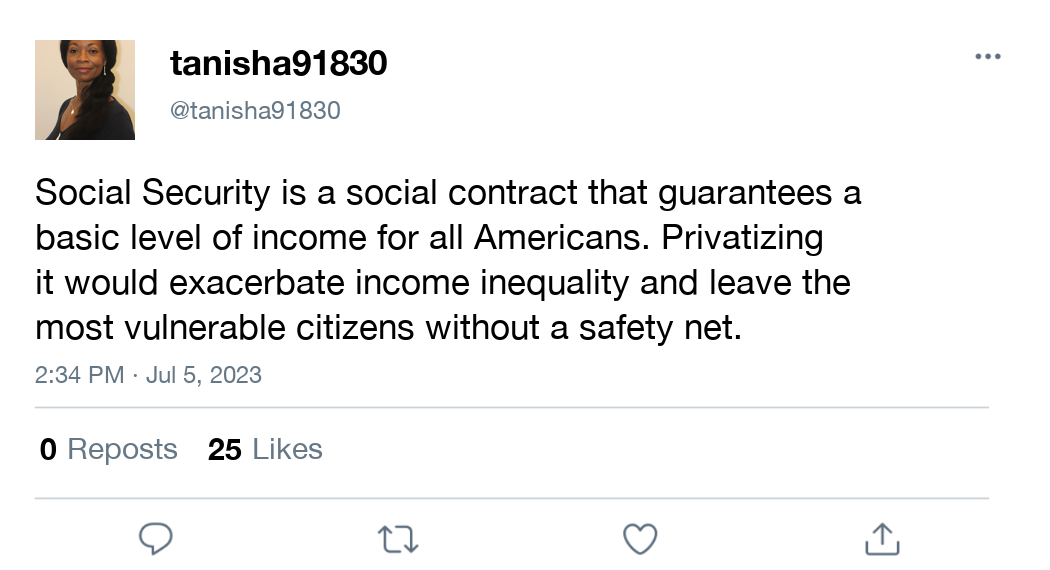 tanisha91830
@tanisha91830
Social Security is a social contract that guarantees a
basic level of income for all Americans. Privatizing
it would exacerbate income inequality and leave the
most vulnerable citizens without a safety net.
2:34 PM · Jul 5, 2023
0 Reposts 25 Likes